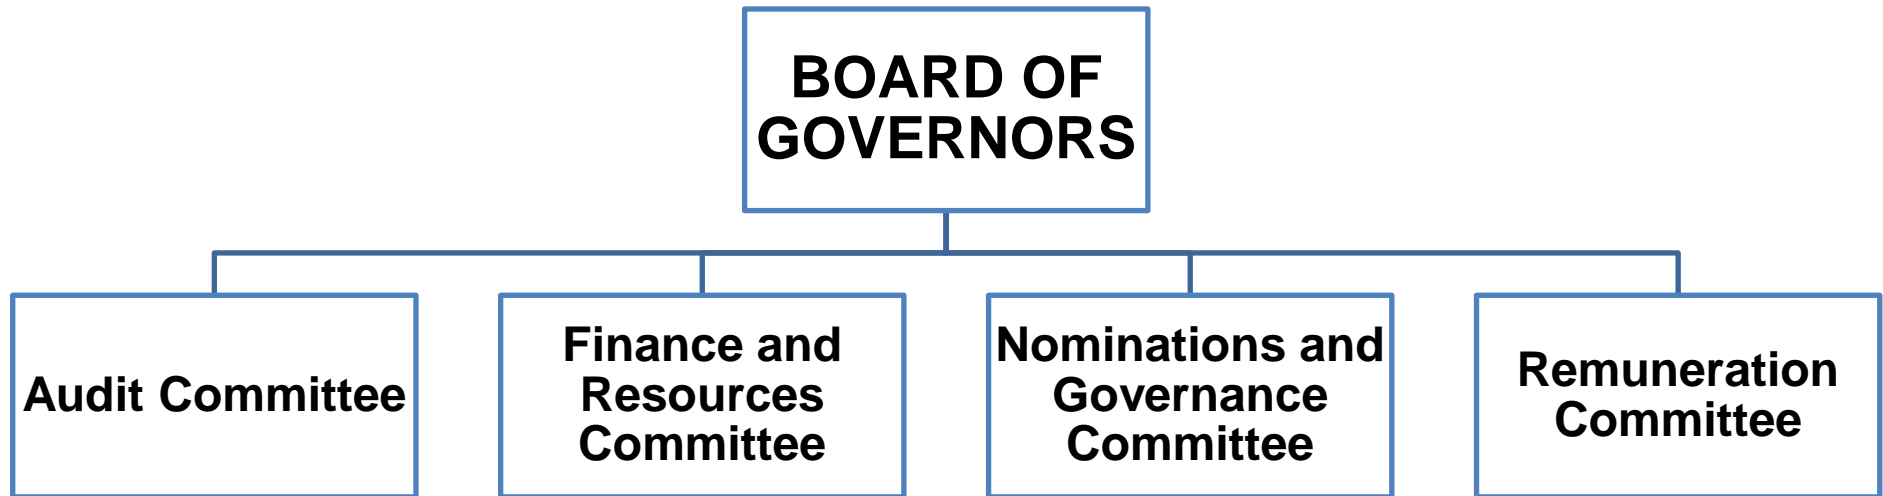 BOARD OF
GOVERNORS
Audit Committee
Finance and
Resources
Committee
Nominations and
Governance
Committee
Remuneration
Committee